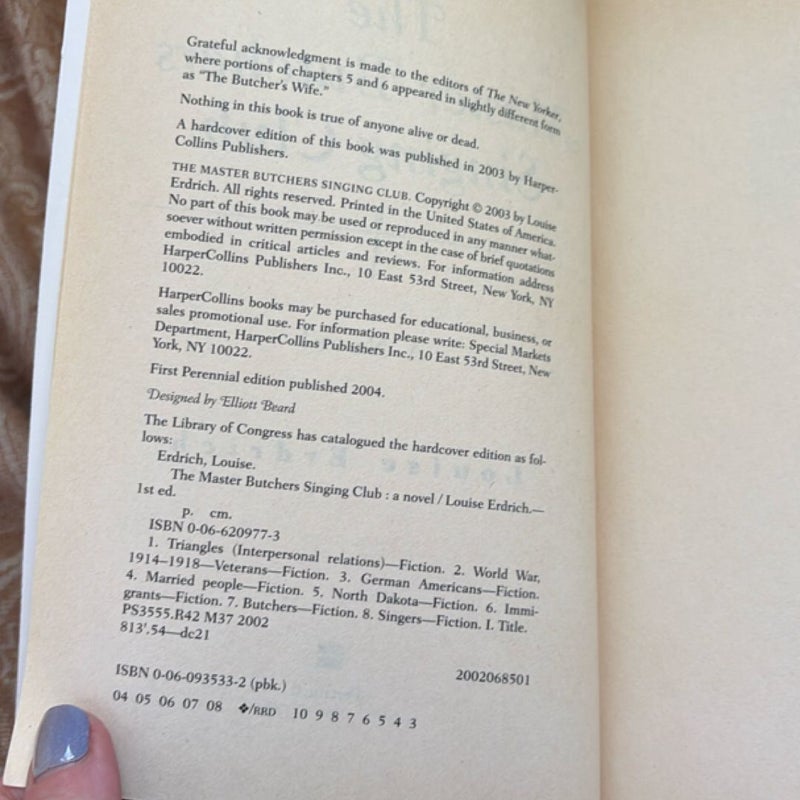 Grateful acknowledgment is made to the editors of The New Yorker,
where portions of chapters 5 and 6 appeared in slightly different form
as "The Butcher's Wife."
Nothing in this book is true of anyone alive or dead.
A hardcover edition of this book was published in 2003 by Harper-
Collins Publishers.
THE MASTER BUTCHERS SINGING CLUB. Copyright © 2003 by Louise
Erdrich. All rights reserved. Printed in the United States of America.
No part of this book may be used or reproduced in any manner what-
soever without written permission except in the case of brief quotations
embodied in critical articles and reviews. For information address
HarperCollins Publishers Inc., 10 East 53rd Street, New York, NY
10022.
HarperCollins books may be purchased for educational, business, or
sales promotional use. For information please write: Special Markets
Department, HarperCollins Publishers Inc., 10 East 53rd Street, New
York, NY 10022.
First Perennial edition published 2004.
Designed by Elliott Beard
The Library of Congress has catalogued the hardcover edition as fol-
lows:
Erdrich, Louise.
The Master Butchers Singing Club : a novel / Louise Erdrich.—
1st ed.
p. cm.
ISBN 0-06-620977-3
1. Triangles (Interpersonal relations)—Fiction. 2. World War,
1914–1918—Veterans—Fiction. 3. German Americans—Fiction.
4. Married people—Fiction. 5. North Dakota—Fiction. 6. Immi-
grants—Fiction. 7. Butchers—Fiction. 8. Singers—Fiction. I. Title.
PS3555.R42 M37 2002
813'.54—dc21
2002068501
ISBN 0-06-093533-2 (pbk.)
04 05 06 07 08 ❖/RRD 10 9 8 7 6 5 4 3